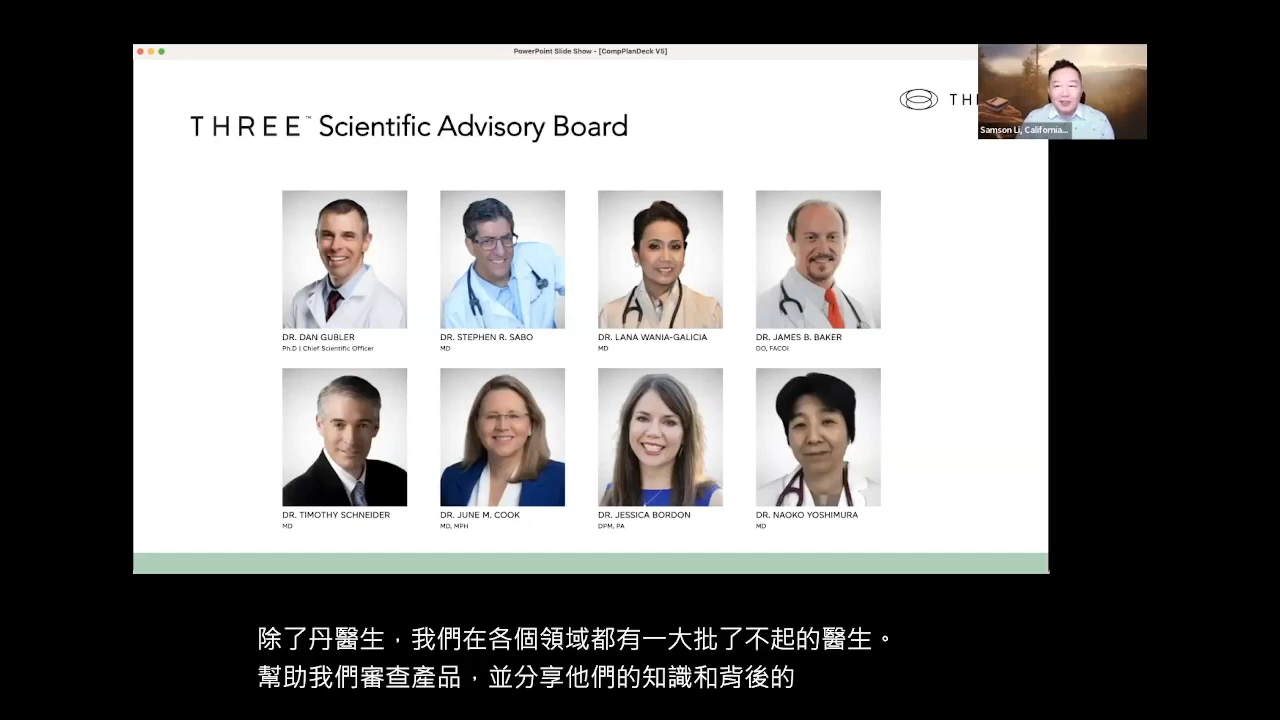 PowerPoint Slide Show - [CompPlanDeck V5]
TH
Samson Li, California...
THREE™ Scientific Advisory Board
DR. DAN GUBLER
Ph.D | Chief Scientific Officer
DR. STEPHEN R. SABO
MD
DR. LANA WANIA-GALICIA
MD
DR. JAMES B. BAKER
DO, FACOI
DR. TIMOTHY SCHNEIDER
MD
DR. JUNE M. COOK
MD, MPH
DR. JESSICA BORDON
DPM, PA
DR. NAOKO YOSHIMURA
MD
除了丹醫生，我們在各個領域都有一大批了不起的醫生。
幫助我們審查產品，並分享他們的知識和背後的